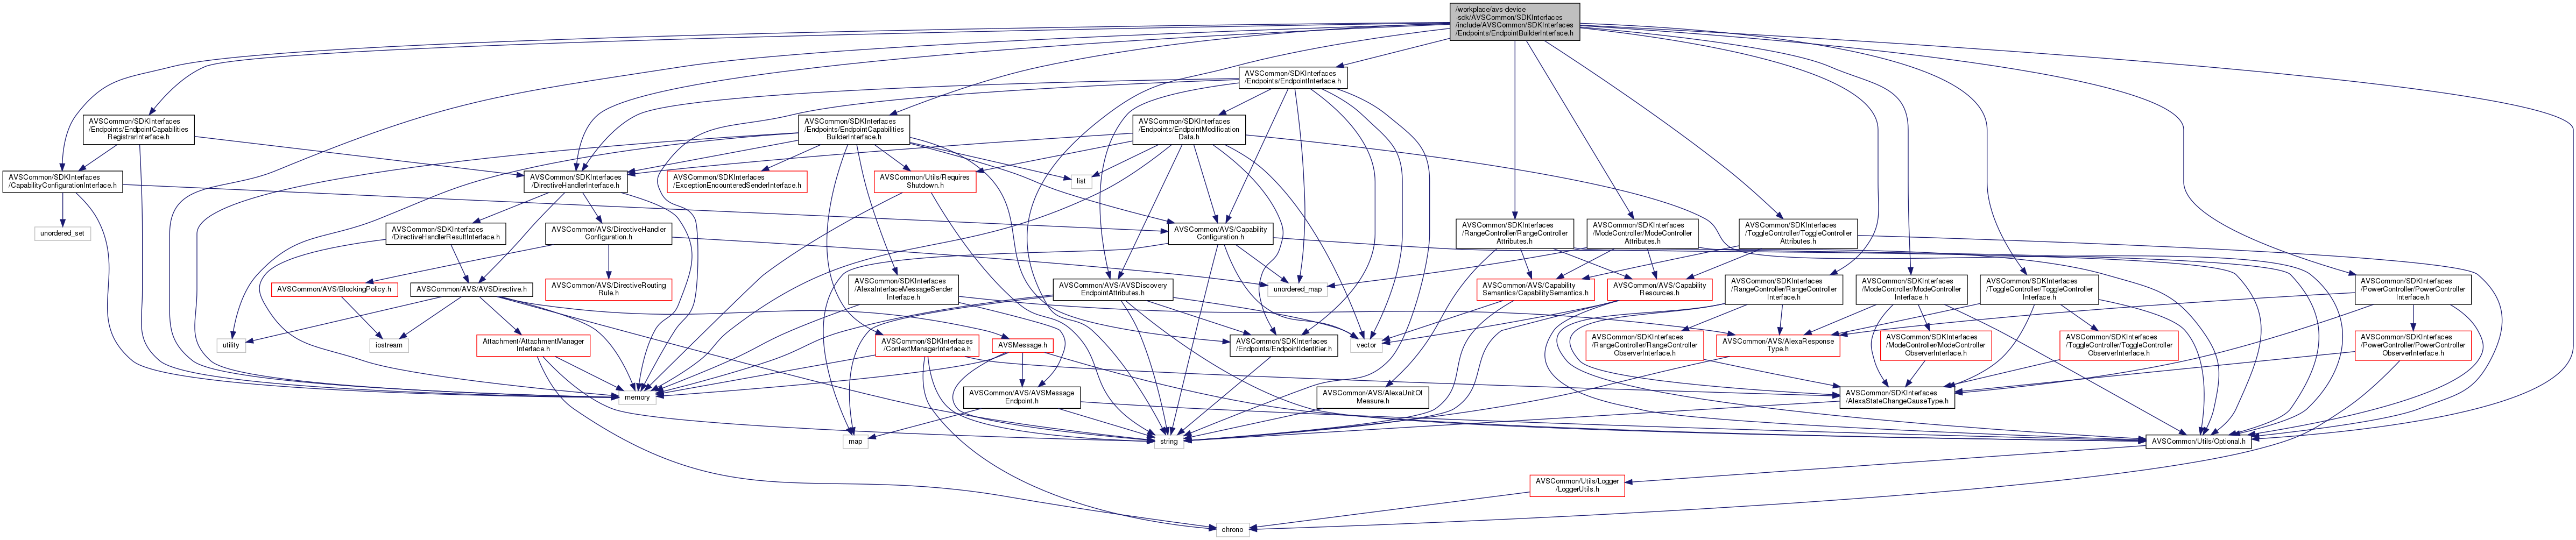 /workplace/avs-device
-sdk/AVSCommon/SDKInterfaces
/include/AVSCommon/SDKInterfaces
/Endpoints/EndpointBuilderInterface.h
AVSCommon/SDKInterfaces
/Endpoints/EndpointInterface.h
AVSCommon/SDKInterfaces
/Endpoints/EndpointCapabilities
RegistrarInterface.h
AVSCommon/SDKInterfaces
/Endpoints/EndpointCapabilities
BuilderInterface.h
AVSCommon/SDKInterfaces
/Endpoints/EndpointModification
Data.h
AVSCommon/SDKInterfaces
/CapabilityConfigurationInterface.h
AVSCommon/SDKInterfaces
/DirectiveHandlerInterface.h
AVSCommon/SDKInterfaces
/ExceptionEncounteredSenderInterface.h
AVSCommon/Utils/Requires
Shutdown.h
list
unordered_set
AVSCommon/SDKInterfaces
/DirectiveHandlerResultInterface.h
AVSCommon/AVS/DirectiveHandler
Configuration.h
AVSCommon/AVS/Capability
Configuration.h
AVSCommon/SDKInterfaces
/RangeController/RangeController
Attributes.h
AVSCommon/SDKInterfaces
/ModeController/ModeController
Attributes.h
AVSCommon/SDKInterfaces
/ToggleController/ToggleController
Attributes.h
AVSCommon/AVS/BlockingPolicy.h
AVSCommon/AVS/AVSDirective.h
AVSCommon/AVS/DirectiveRouting
Rule.h
AVSCommon/SDKInterfaces
/AlexaInterfaceMessageSender
Interface.h
AVSCommon/AVS/AVSDiscovery
EndpointAttributes.h
unordered_map
AVSCommon/AVS/Capability
Semantics/CapabilitySemantics.h
AVSCommon/AVS/Capability
Resources.h
AVSCommon/SDKInterfaces
/RangeController/RangeController
Interface.h
AVSCommon/SDKInterfaces
/ModeController/ModeController
Interface.h
AVSCommon/SDKInterfaces
/ToggleController/ToggleController
Interface.h
AVSCommon/SDKInterfaces
/PowerController/PowerController
Interface.h
utility
iostream
Attachment/AttachmentManager
Interface.h
AVSCommon/SDKInterfaces
/ContextManagerInterface.h
AVSMessage.h
AVSCommon/SDKInterfaces
/Endpoints/EndpointIdentifier.h
vector
AVSCommon/AVS/AlexaResponse
Type.h
AVSCommon/SDKInterfaces
/RangeController/RangeController
ObserverInterface.h
AVSCommon/SDKInterfaces
/ModeController/ModeController
ObserverInterface.h
AVSCommon/SDKInterfaces
/ToggleController/ToggleController
ObserverInterface.h
AVSCommon/SDKInterfaces
/PowerController/PowerController
ObserverInterface.h
memory
AVSCommon/AVS/AVSMessage
Endpoint.h
AVSCommon/AVS/AlexaUnitOf
Measure.h
AVSCommon/SDKInterfaces
/AlexaStateChangeCauseType.h
map
string
AVSCommon/Utils/Optional.h
AVSCommon/Utils/Logger
/LoggerUtils.h
chrono